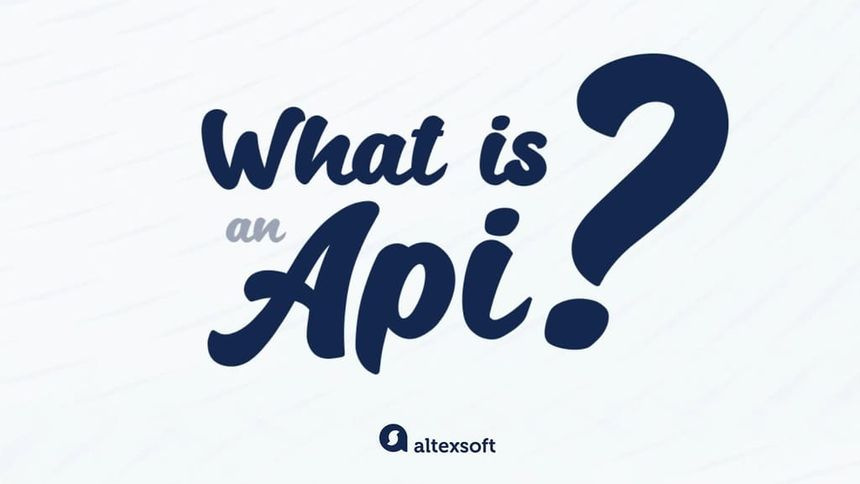 What is
an
Api?
altexsoft